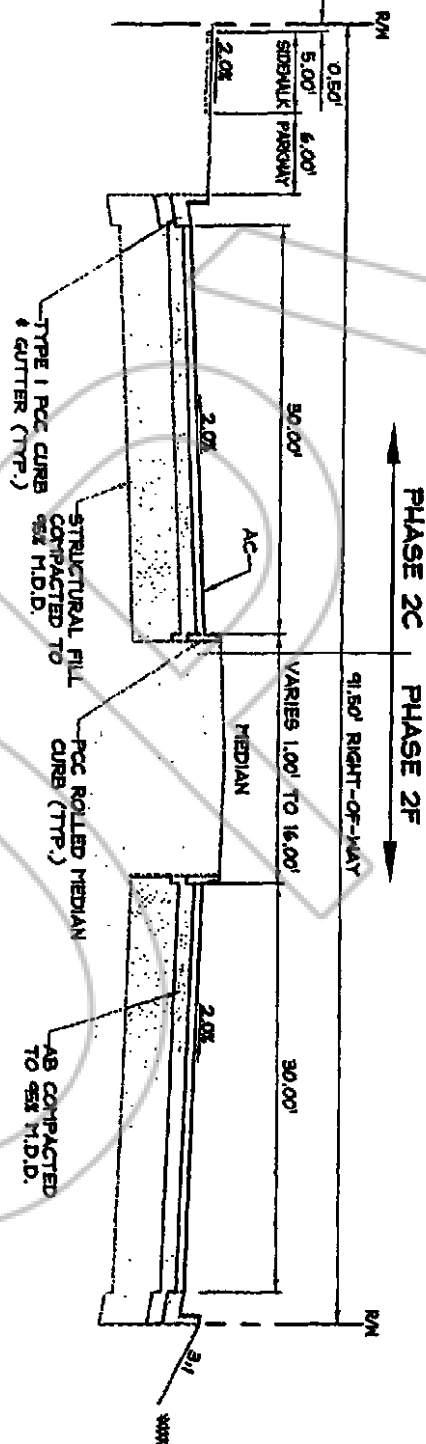 PHASE 2C
PHASE 2F
91.50' RIGHT-OF-WAY
R/W
R/W
0.50'
5.00'
SIDEWALK
6.00'
PARKWAY
30.00'
VARIES 1.00' TO 16.00'
30.00'
MEDIAN
AC
2.0%
2.0%
2.0%
3:1
TYPE 1 PCC CURB
& GUTTER (TYP.)
STRUCTURAL FILL
COMPACTED TO
95% M.D.D.
PCC ROLLED MEDIAN
CURB (TYP.)
AB COMPACTED
TO 95% M.D.D.